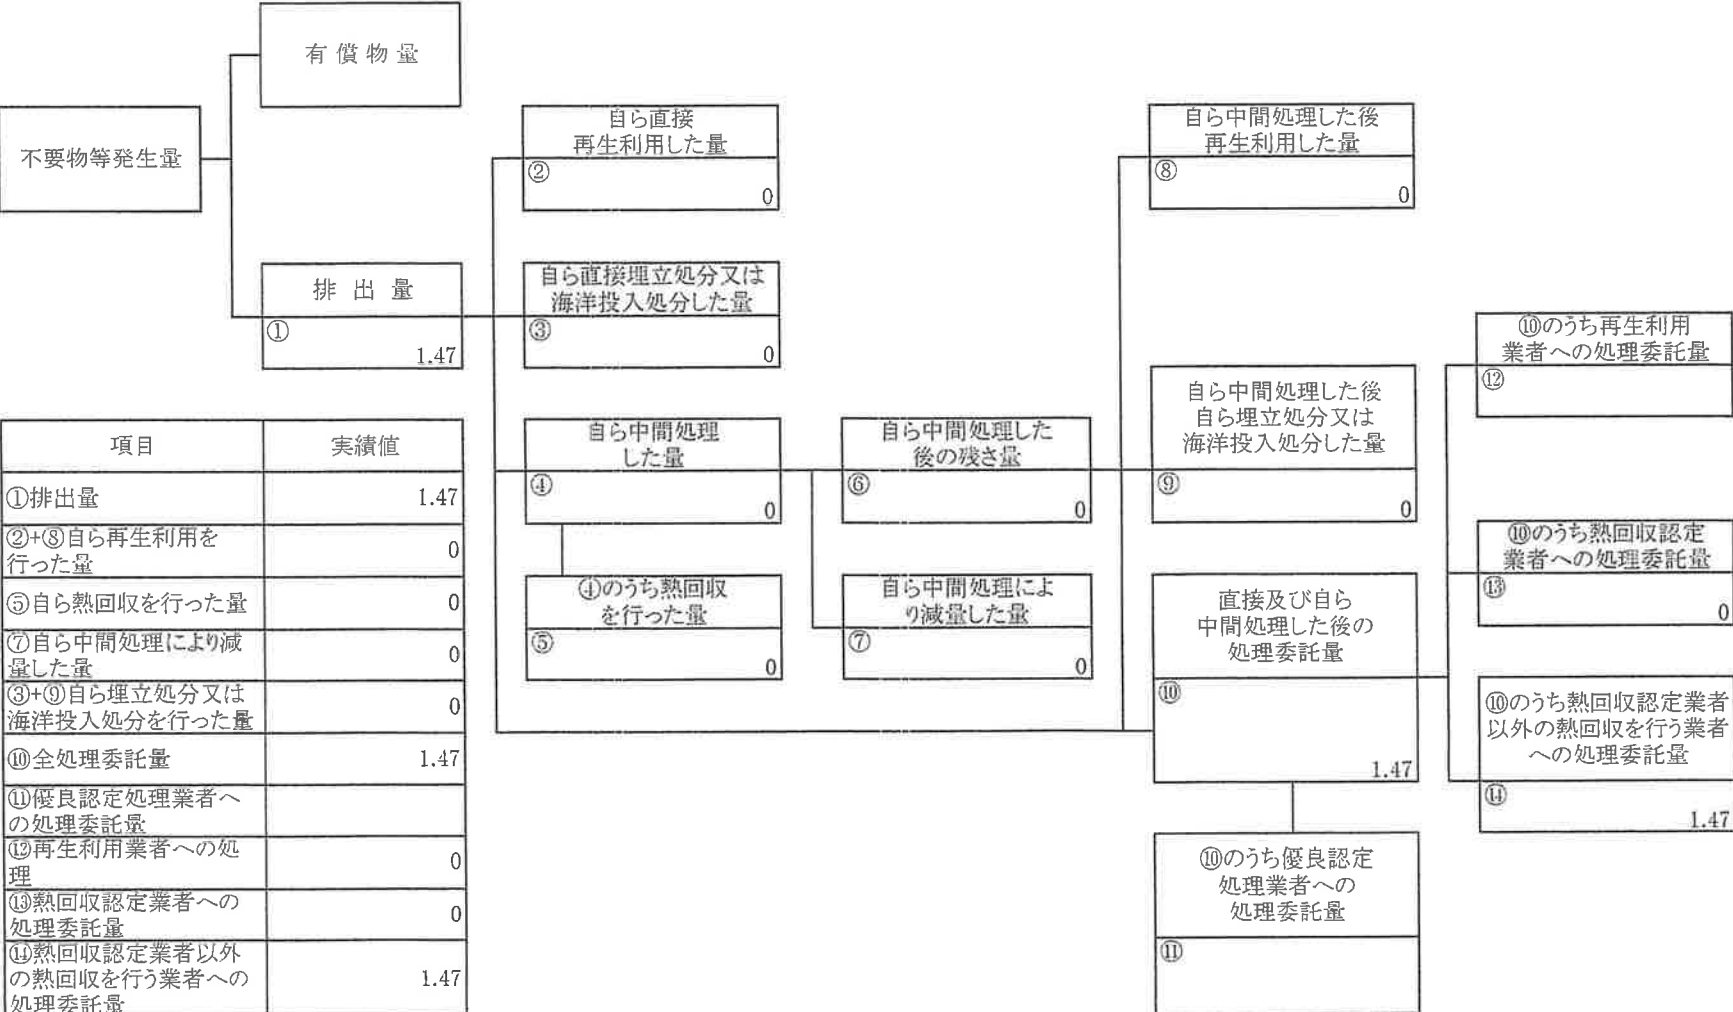 有償物量
不要物等発生量
排出量
①
1.47
自ら直接
再生利用した量
②
0
自ら直接埋立処分又は
海洋投入処分した量
③
0
自ら中間処理
した量
④
0
④のうち熱回収
を行った量
⑤
0
自ら中間処理した
後の残さ量
⑥
0
自ら中間処理によ
り減量した量
⑦
0
自ら中間処理した後
再生利用した量
⑧
0
自ら中間処理した後
自ら埋立処分又は
海洋投入処分した量
⑨
0
直接及び自ら
中間処理した後の
処理委託量
⑩
1.47
⑩のうち優良認定
処理業者への
処理委託量
⑪
⑩のうち再生利用
業者への処理委託量
⑫
⑩のうち熱回収認定
業者への処理委託量
⑬
0
⑩のうち熱回収認定業者
以外の熱回収を行う業者
への処理委託量
⑭
1.47
項目 実績値
①排出量 1.47
②+⑧自ら再生利用を
行った量 0
⑤自ら熱回収を行った量 0
⑦自ら中間処理により減
量した量 0
③+⑨自ら埋立処分又は
海洋投入処分を行った量 0
⑩全処理委託量 1.47
⑪優良認定処理業者へ
の処理委託量
⑫再生利用業者への処
理 0
⑬熱回収認定業者への
処理委託量 0
⑭熱回収認定業者以外
の熱回収を行う業者への 1.47
処理委託量